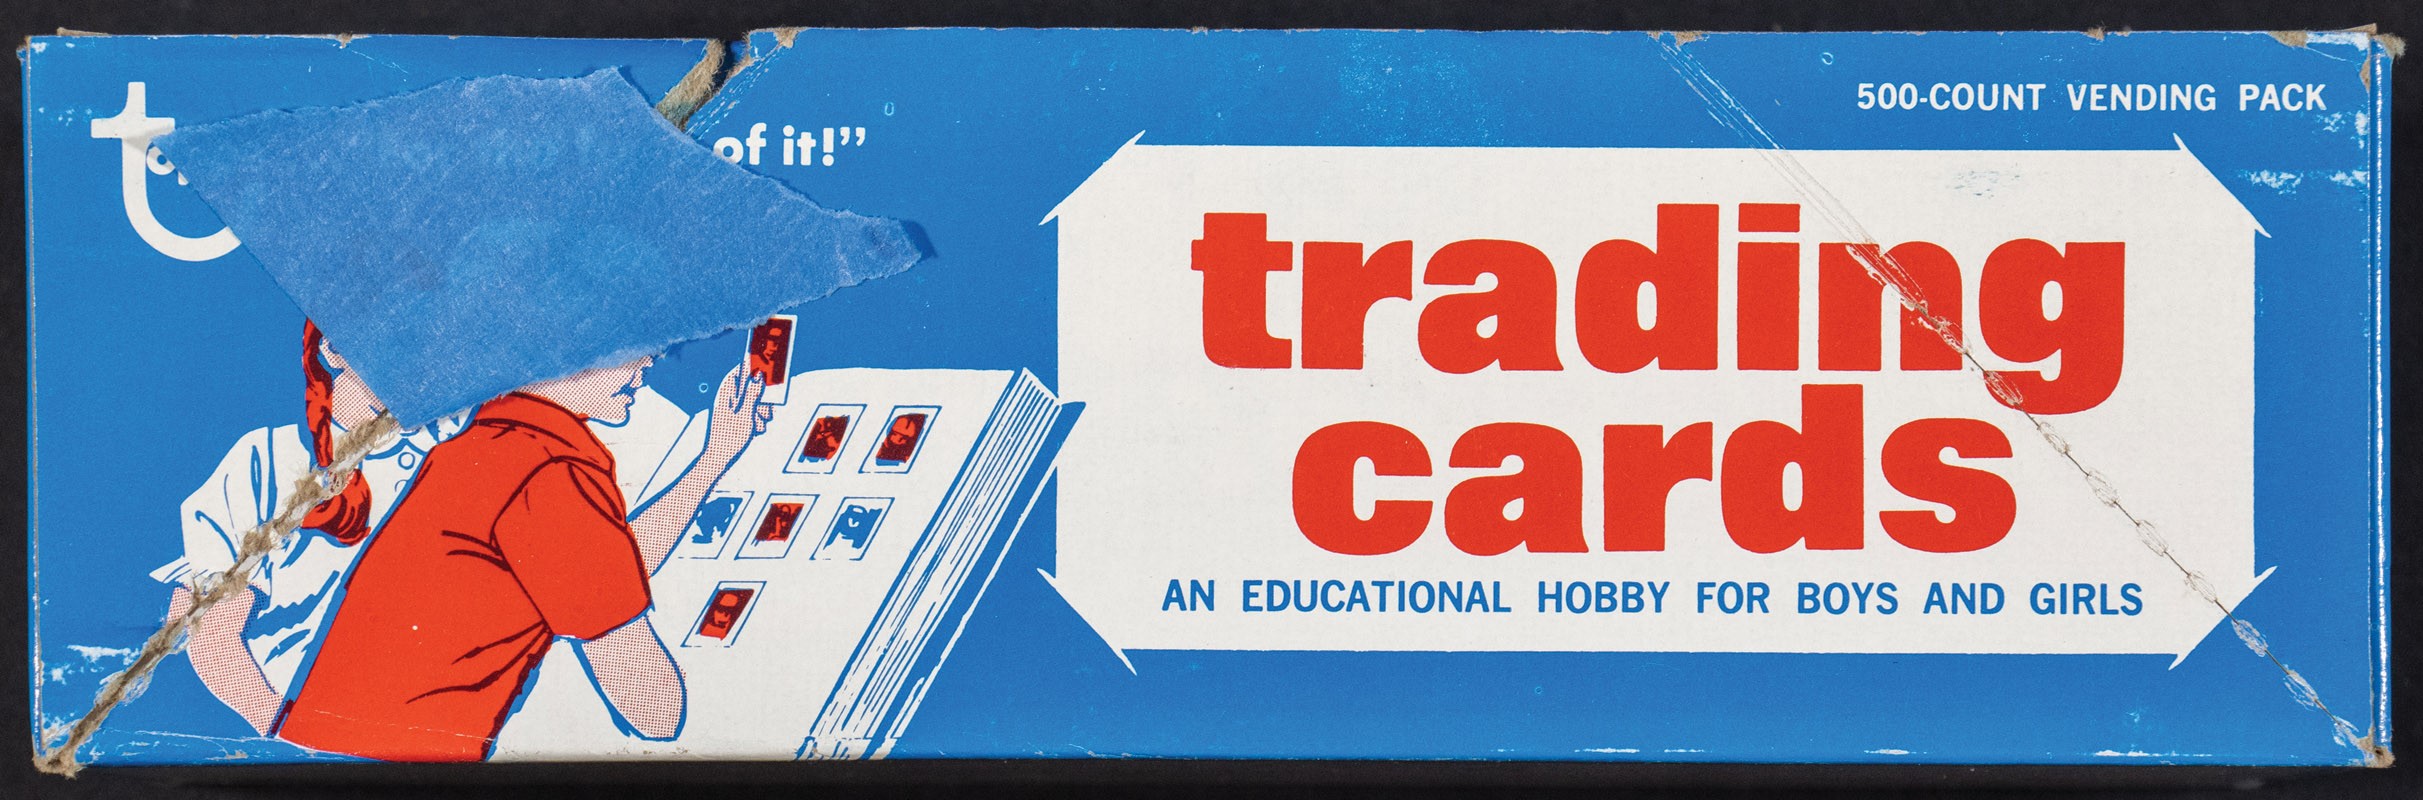 t
of it!”
500-COUNT VENDING PACK
trading
cards
AN EDUCATIONAL HOBBY FOR BOYS AND GIRLS